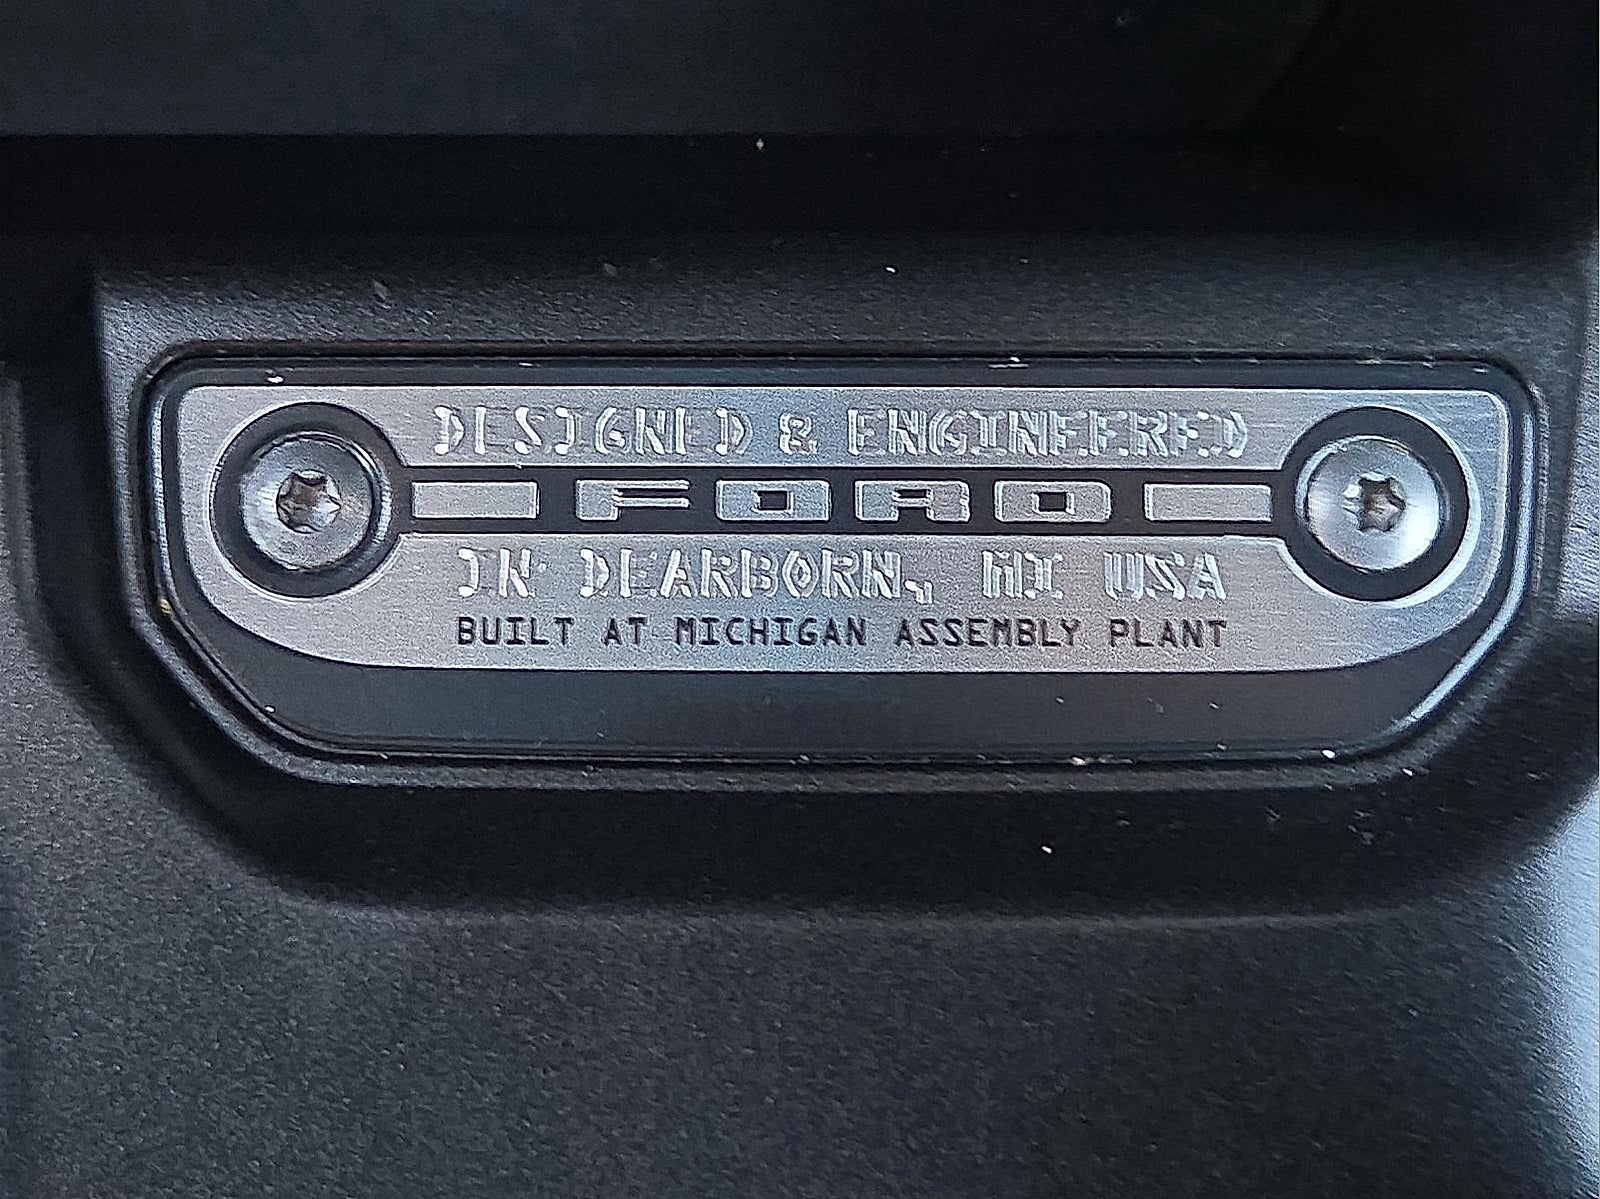 DESIGNED & ENGINEERED
FORD
IN DEARBORN, MI USA
BUILT AT MICHIGAN ASSEMBLY PLANT